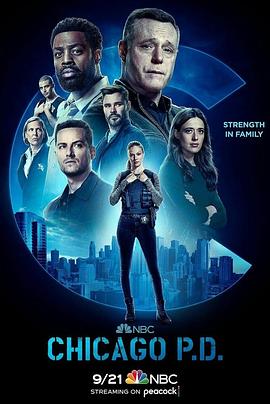 STRENGTH
IN FAMILY
NBC
CHICAGO P.D.
9/21 NBC
STREAMING ON peacock